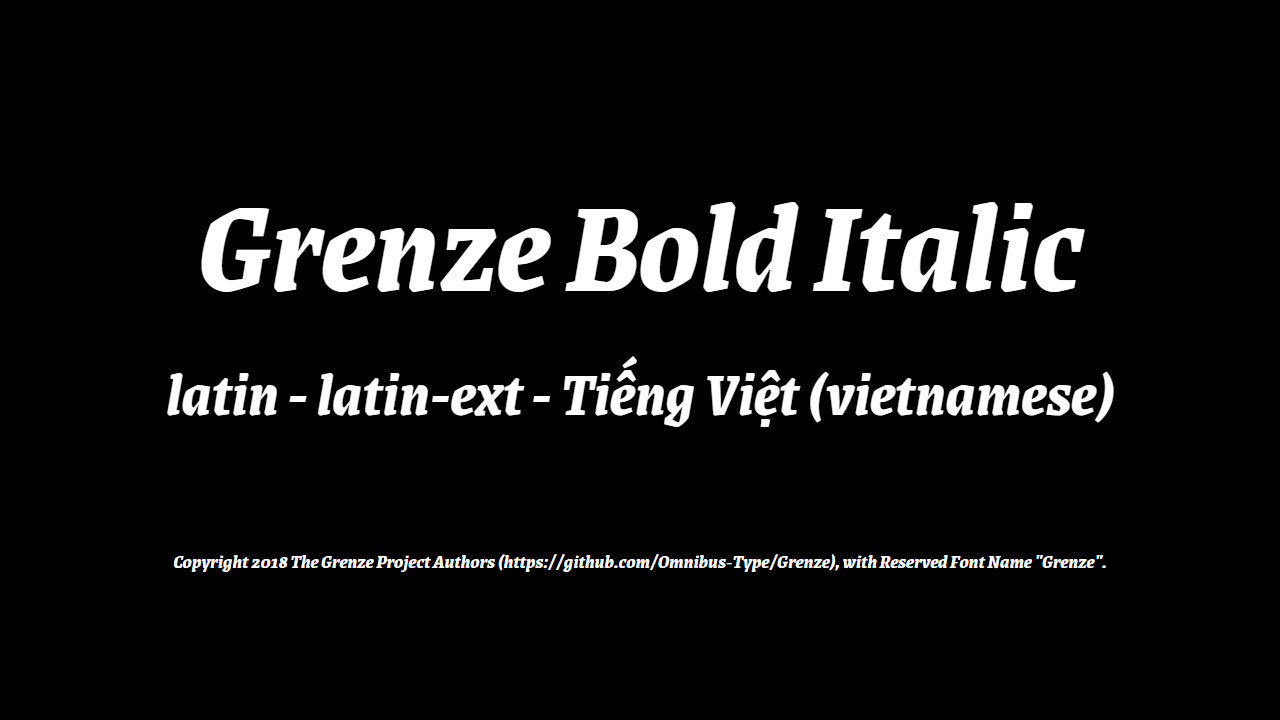 Grenze Bold Italic
latin - latin-ext - Tiếng Việt (vietnamese)
Copyright 2018 The Grenze Project Authors (https://github.com/Omnibus-Type/Grenze), with Reserved Font Name "Grenze".